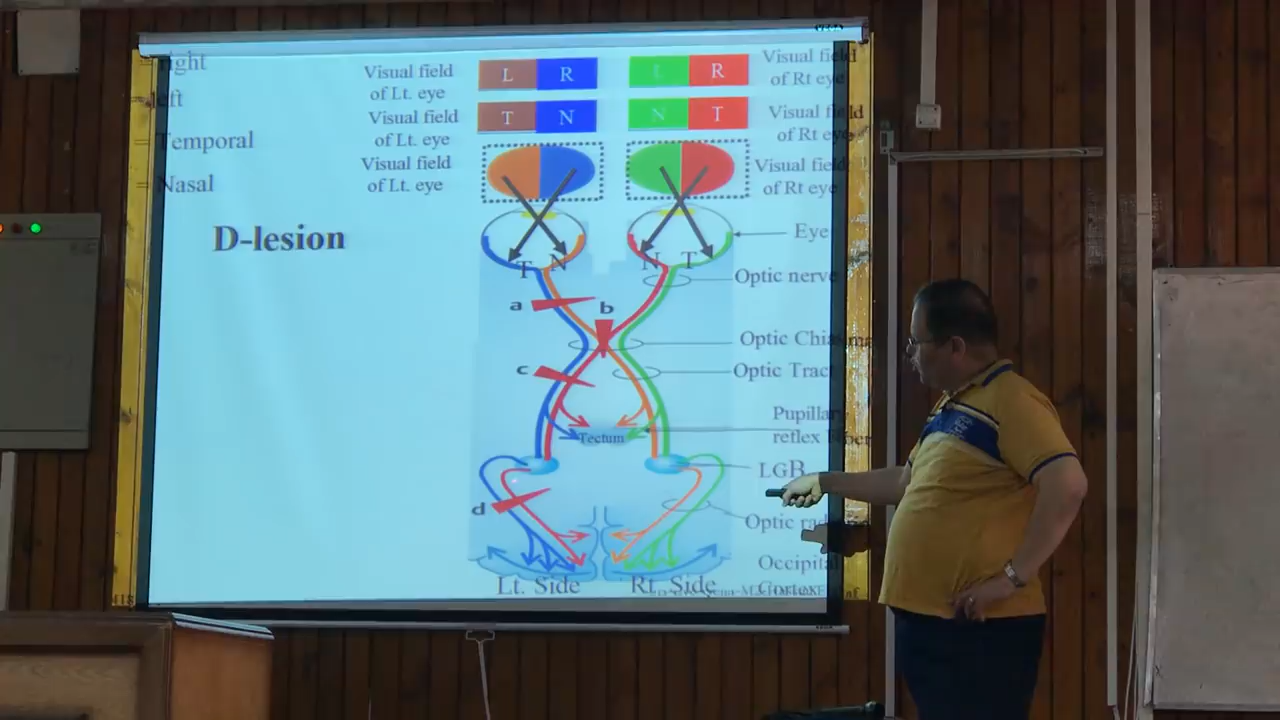 = right
= left
= Temporal
= Nasal
D-lesion
Visual field
of Lt. eye
L R
L R
Visual field
of Rt eye
Visual field
of Lt. eye
T N
N T
Visual field
of Rt eye
Visual field
of Lt. eye
Visual field
of Rt eye
Eye
T N
N T
Optic nerve
a
b
Optic Chiasma
c
Optic Tract
Pupillary
reflex fiber
Tectum
LGB
d
Optic
Occipital
Cortex
Lt. Side
Rt. Side